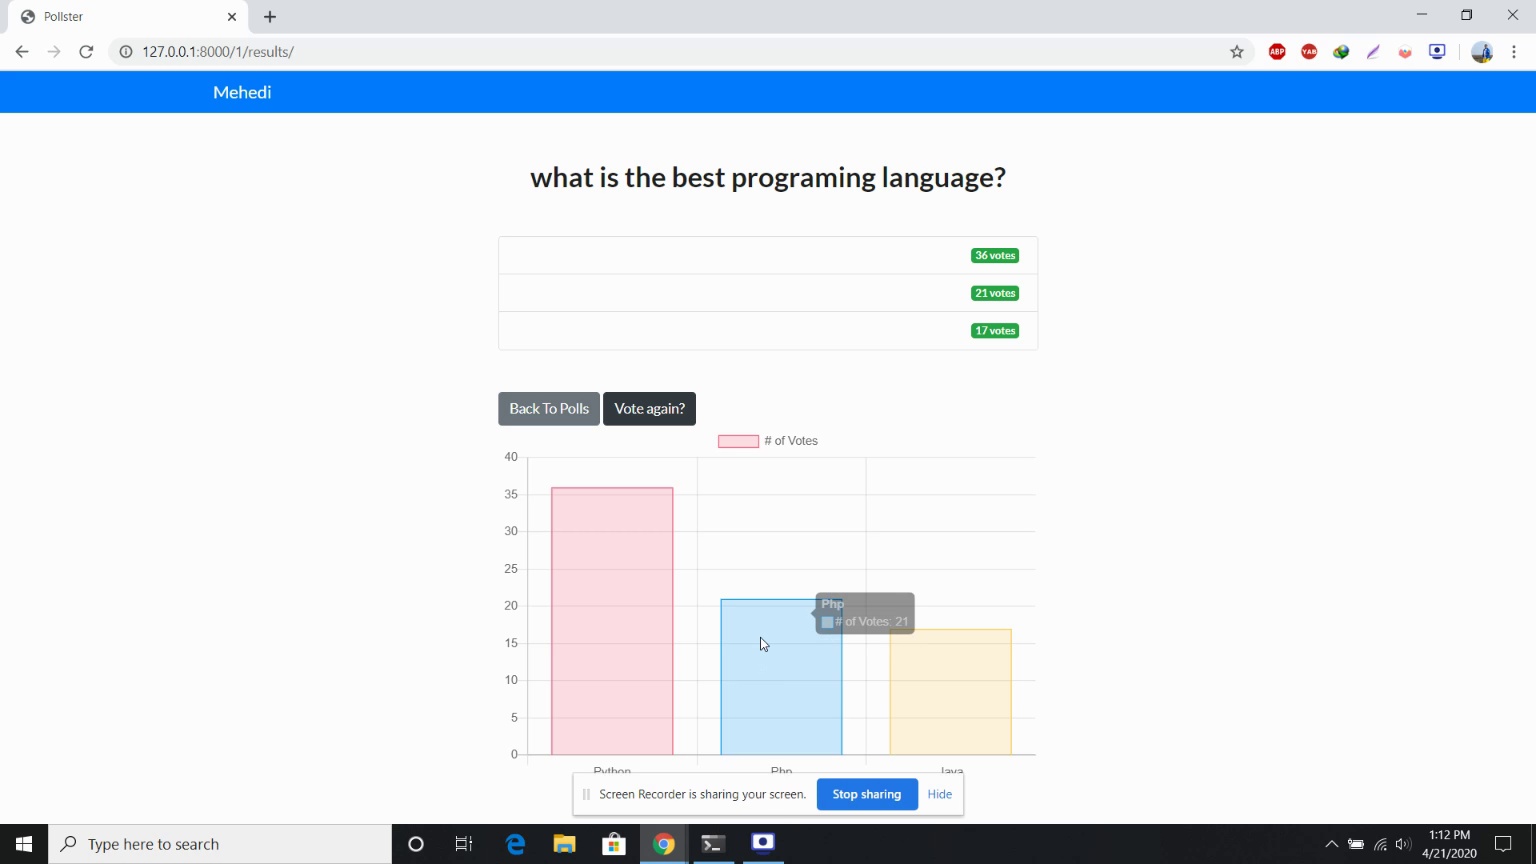 Pollster
127.0.0.1:8000/1/results/
ABP
YAB
Mehedi
what is the best programing language?
36 votes
21 votes
17 votes
Back To Polls
Vote again?
# of Votes
40
35
30
25
20
15
10
5
0
Php
# of Votes: 21
Python
Php
Java
Screen Recorder is sharing your screen.
Stop sharing
Hide
Type here to search
1:12 PM
4/21/2020